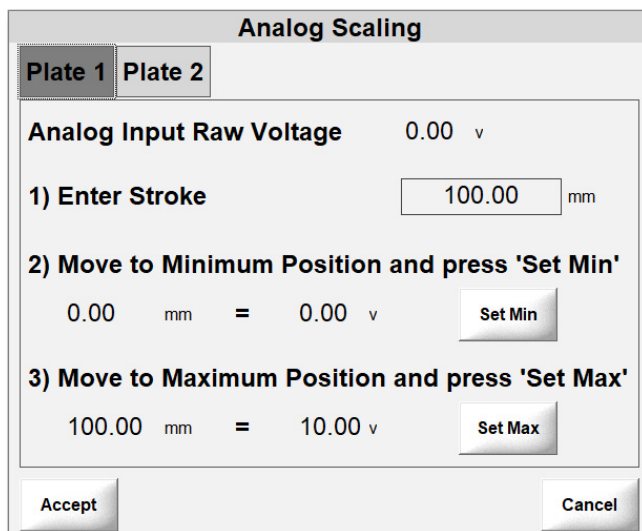 Analog Scaling
Plate 1 Plate 2
Analog Input Raw Voltage 0.00 v
1) Enter Stroke 100.00 mm
2) Move to Minimum Position and press 'Set Min'
0.00 mm = 0.00 v Set Min
3) Move to Maximum Position and press 'Set Max'
100.00 mm = 10.00 v Set Max
Accept Cancel